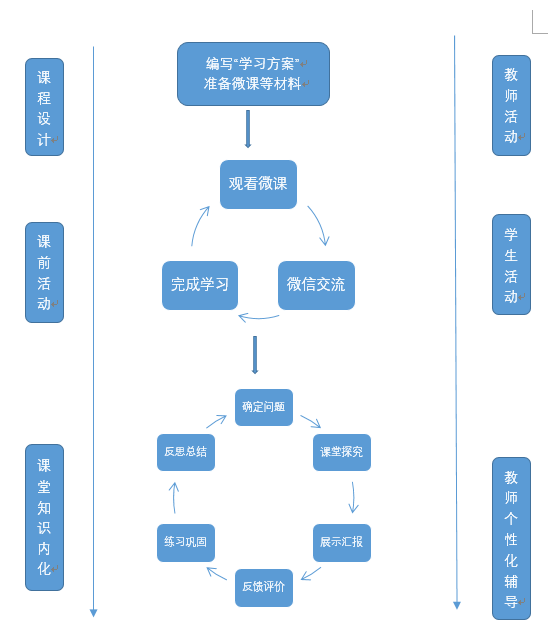 课程设计
编写“学习方案”
准备微课等材料
教师活动
观看微课
课前活动
完成学习
微信交流
学生活动
确定问题
反思总结
课堂探究
课堂知识内化
练习巩固
展示汇报
反馈评价
教师个性化辅导